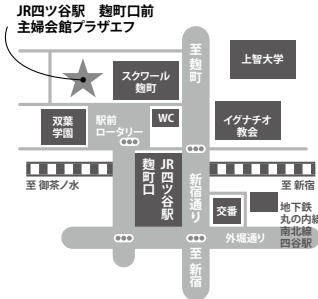 JR四ツ谷駅 麹町口前
主婦会館プラザエフ
至麹町
上智大学
スクワール
麹町
双葉
学園
駅前
ロータリー
WC
イグナチオ
教会
至 御茶ノ水
JR四ツ谷駅
麹町口
新宿通り
至 新宿
交番
地下鉄
丸の内線
南北線
四谷駅
外堀通り
至新宿